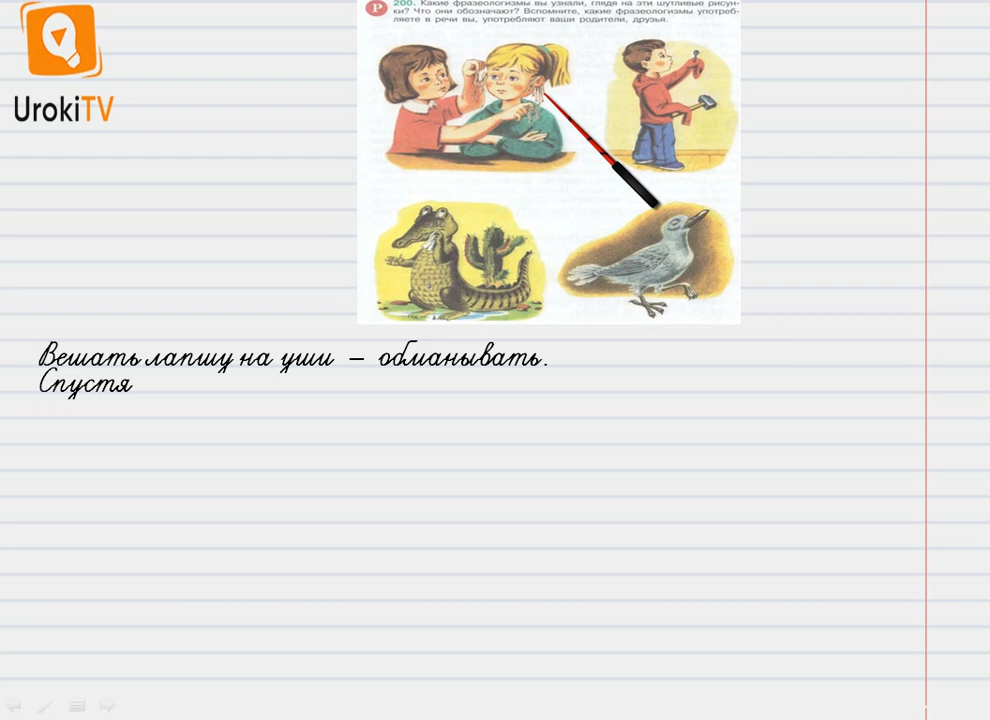 Р 200. Какие фразеологизмы вы узнали, глядя на эти шутливые рисун-
ки? Что они обозначают? Вспомните, какие фразеологизмы употреб-
ляете в речи вы, употребляют ваши родители, друзья.
UrokiTV
Вешать лапшу на уши – обманывать.
Спустя